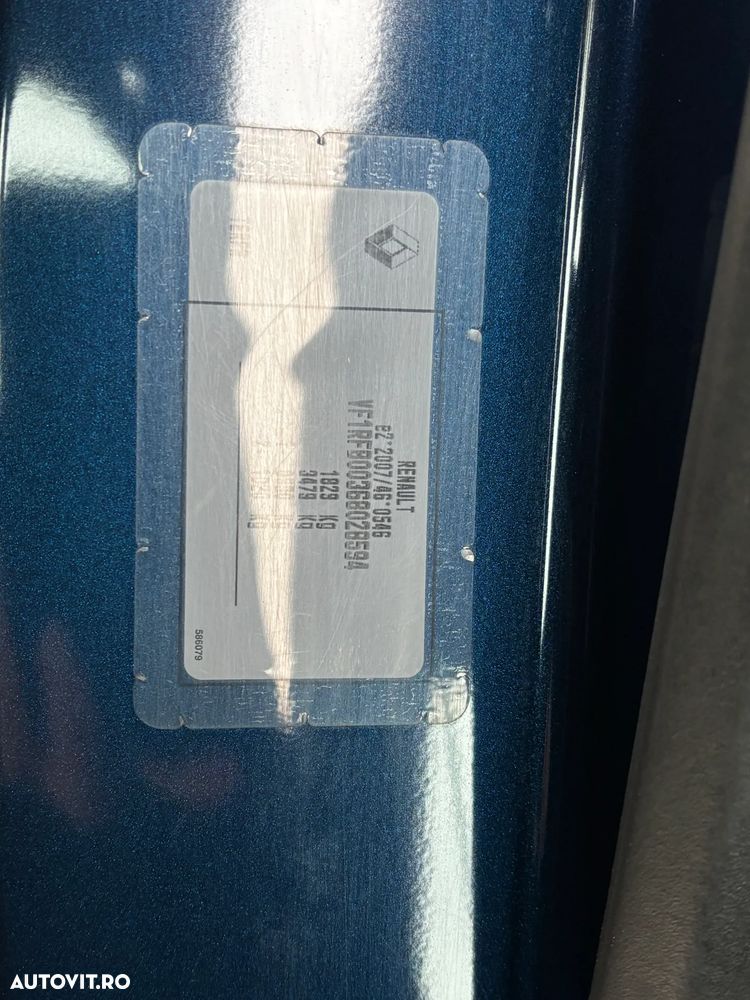 RENAULT
e2*2007/46*0546
VF1RFB00368028594
1829 kg
3479 kg
586079
AUTOVIT.RO